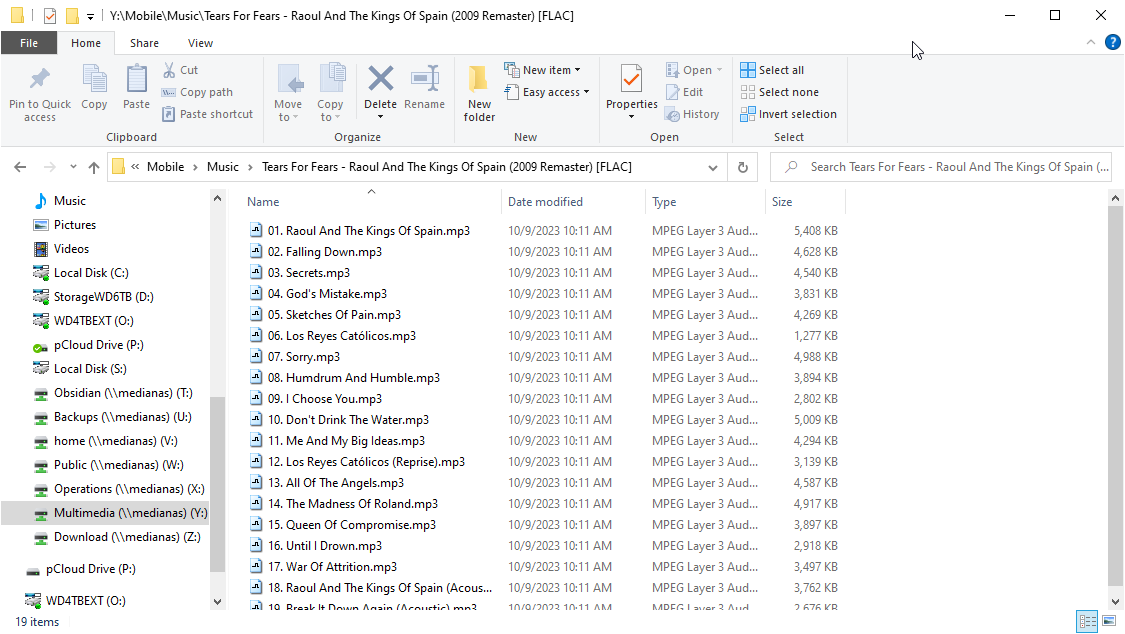 Y:\Mobile\Music\Tears For Fears - Raoul And The Kings Of Spain (2009 Remaster) [FLAC]
File Home Share View
Pin to Quick access
Copy
Paste
Cut
Copy path
Paste shortcut
Clipboard
Move to
Copy to
Delete
Rename
Organize
New folder
New item
Easy access
New
Properties
Open
Edit
History
Open
Select all
Select none
Invert selection
Select
« Mobile > Music > Tears For Fears - Raoul And The Kings Of Spain (2009 Remaster) [FLAC]
Search Tears For Fears - Raoul And The Kings Of Spain (...
Music
Pictures
Videos
Local Disk (C:)
StorageWD6TB (D:)
WD4TBEXT (O:)
pCloud Drive (P:)
Local Disk (S:)
Obsidian (\\medianas) (T:)
Backups (\\medianas) (U:)
home (\\medianas) (V:)
Public (\\medianas) (W:)
Operations (\\medianas) (X:)
Multimedia (\\medianas) (Y:)
Download (\\medianas) (Z:)
pCloud Drive (P:)
WD4TBEXT (O:)
Name Date modified Type Size
01. Raoul And The Kings Of Spain.mp3 10/9/2023 10:11 AM MPEG Layer 3 Aud... 5,408 KB
02. Falling Down.mp3 10/9/2023 10:11 AM MPEG Layer 3 Aud... 4,628 KB
03. Secrets.mp3 10/9/2023 10:11 AM MPEG Layer 3 Aud... 4,540 KB
04. God's Mistake.mp3 10/9/2023 10:11 AM MPEG Layer 3 Aud... 3,831 KB
05. Sketches Of Pain.mp3 10/9/2023 10:11 AM MPEG Layer 3 Aud... 4,269 KB
06. Los Reyes Católicos.mp3 10/9/2023 10:11 AM MPEG Layer 3 Aud... 1,277 KB
07. Sorry.mp3 10/9/2023 10:11 AM MPEG Layer 3 Aud... 4,988 KB
08. Humdrum And Humble.mp3 10/9/2023 10:11 AM MPEG Layer 3 Aud... 3,894 KB
09. I Choose You.mp3 10/9/2023 10:11 AM MPEG Layer 3 Aud... 2,802 KB
10. Don't Drink The Water.mp3 10/9/2023 10:11 AM MPEG Layer 3 Aud... 5,009 KB
11. Me And My Big Ideas.mp3 10/9/2023 10:11 AM MPEG Layer 3 Aud... 4,294 KB
12. Los Reyes Católicos (Reprise).mp3 10/9/2023 10:11 AM MPEG Layer 3 Aud... 3,139 KB
13. All Of The Angels.mp3 10/9/2023 10:11 AM MPEG Layer 3 Aud... 4,587 KB
14. The Madness Of Roland.mp3 10/9/2023 10:11 AM MPEG Layer 3 Aud... 4,917 KB
15. Queen Of Compromise.mp3 10/9/2023 10:11 AM MPEG Layer 3 Aud... 3,897 KB
16. Until I Drown.mp3 10/9/2023 10:11 AM MPEG Layer 3 Aud... 2,918 KB
17. War Of Attrition.mp3 10/9/2023 10:11 AM MPEG Layer 3 Aud... 3,497 KB
18. Raoul And The Kings Of Spain (Acous... 10/9/2023 10:11 AM MPEG Layer 3 Aud... 3,762 KB
19. Break It Down Again (Acoustic).mp3 10/9/2023 10:11 AM MPEG Layer 3 Aud... 2,676 KB
19 items